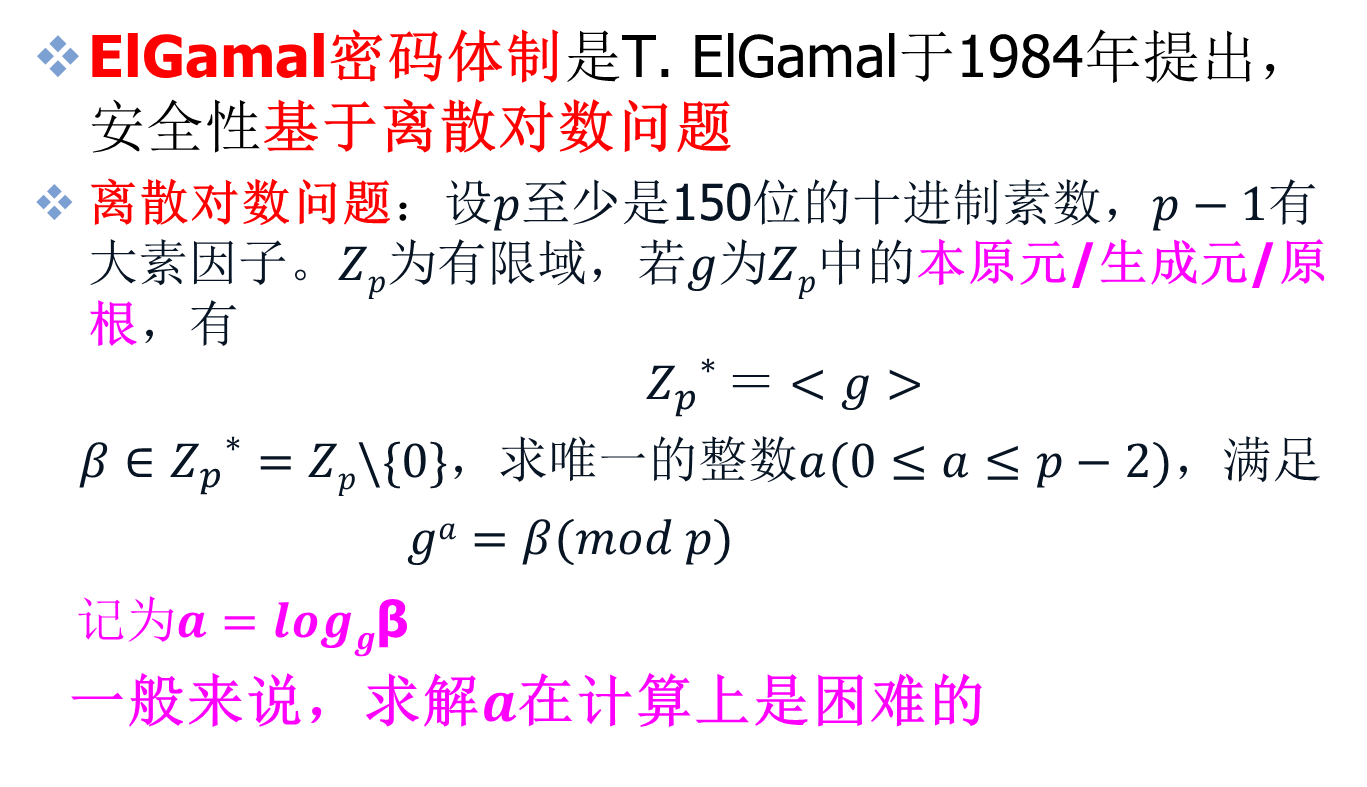 ❖ ElGamal密码体制是T. ElGamal于1984年提出，
安全性基于离散对数问题
❖ 离散对数问题：设p至少是150位的十进制素数，p − 1有
大素因子。Zₚ为有限域，若g为Zₚ中的本原元/生成元/原
根，有
Zₚ* ＝ < g >
β ∈ Zₚ* = Zₚ\{0}，求唯一的整数a(0 ≤ a ≤ p − 2)，满足
gᵃ = β(mod p)
记为a = log_g β
一般来说，求解a在计算上是困难的